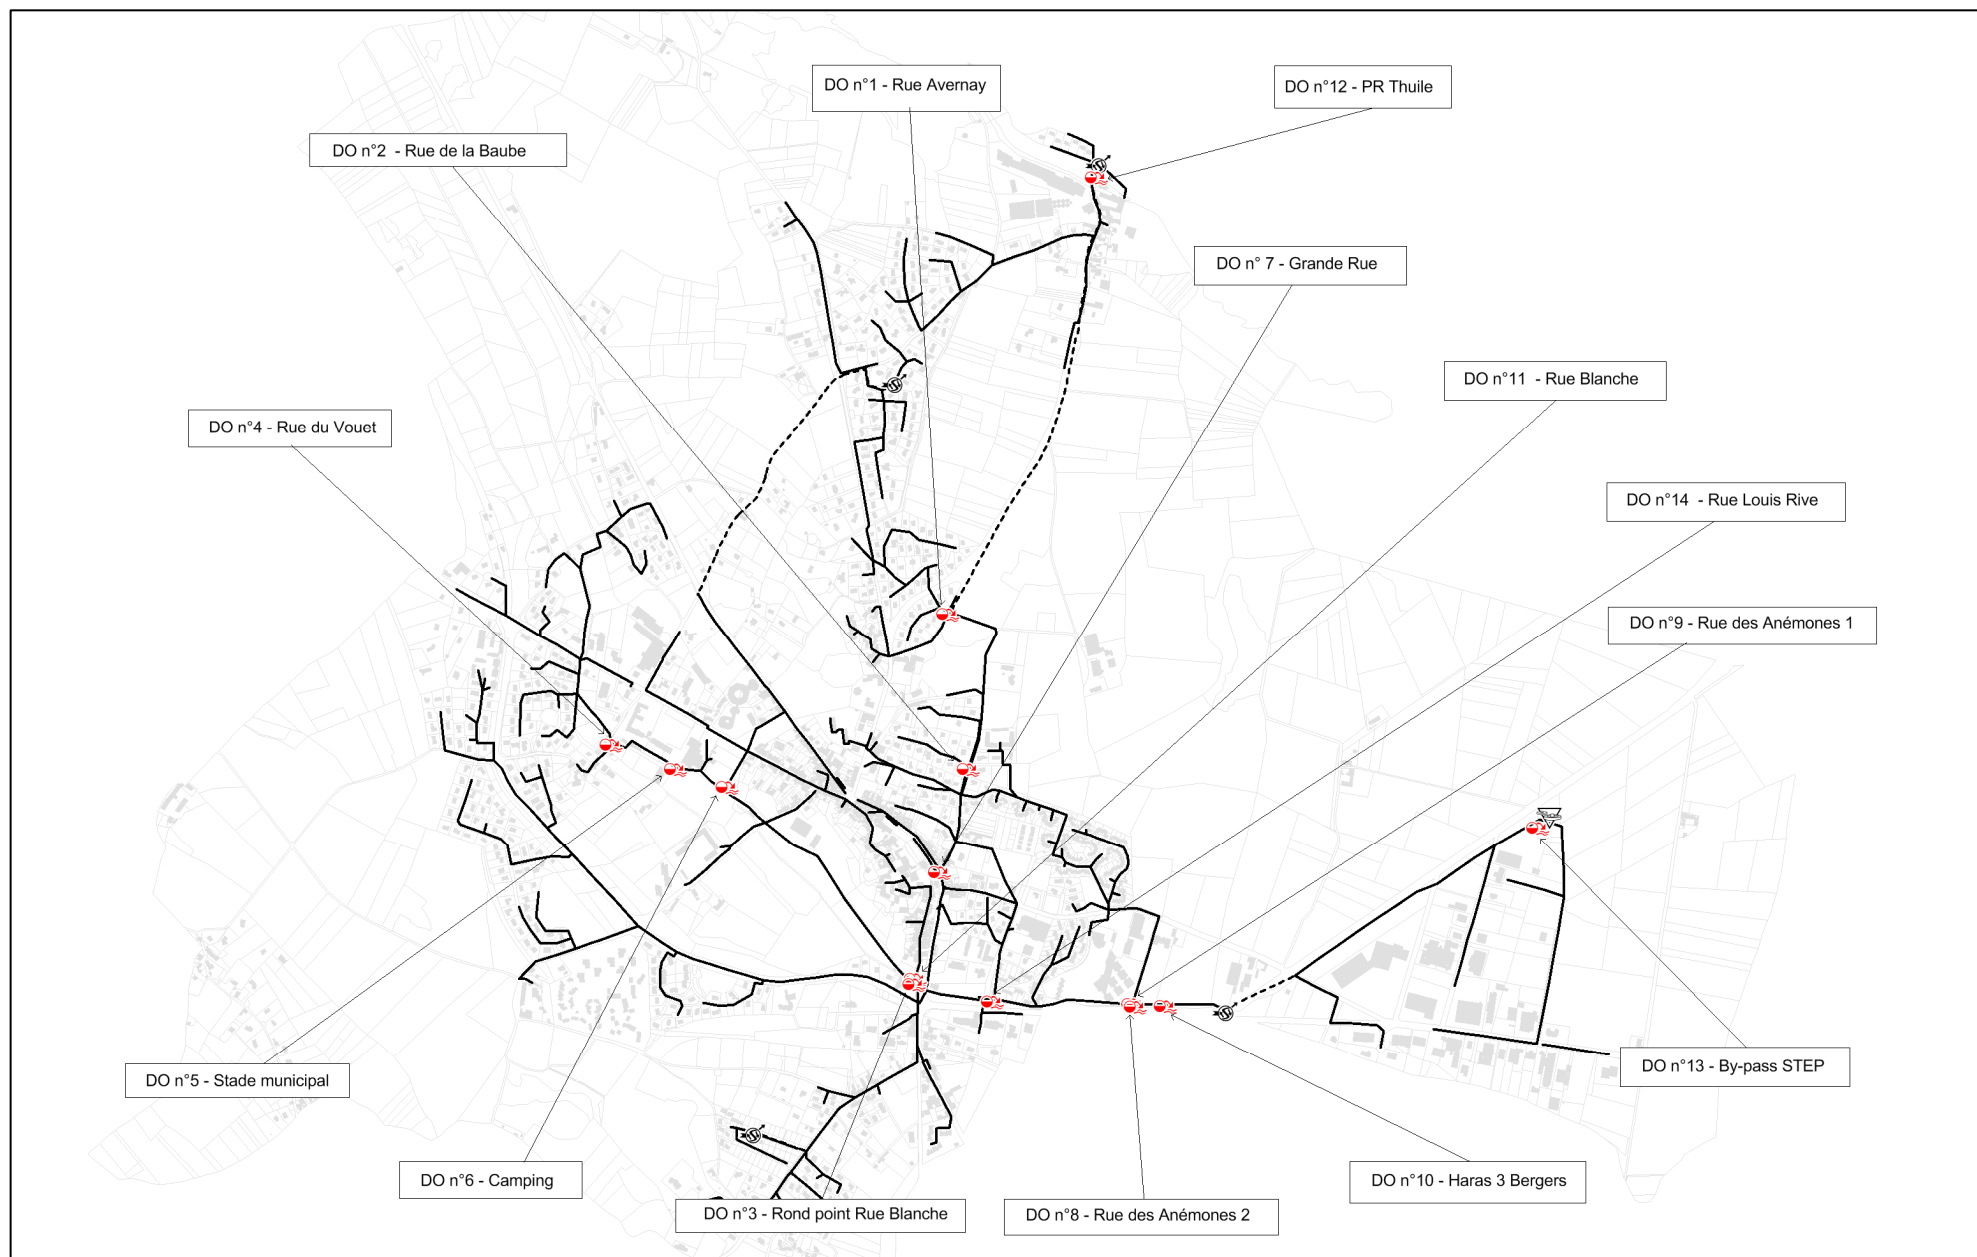 DO n°1 - Rue Avernay
DO n°12 - PR Thuile
DO n°2  - Rue de la Baube
DO n° 7 - Grande Rue
DO n°11  - Rue Blanche
DO n°4 - Rue du Vouet
DO n°14  - Rue Louis Rive
DO n°9 - Rue des Anémones 1
DO n°13 - By-pass STEP
DO n°5 - Stade municipal
DO n°6 - Camping
DO n°10 - Haras 3 Bergers
DO n°3 - Rond point Rue Blanche
DO n°8 - Rue des Anémones 2